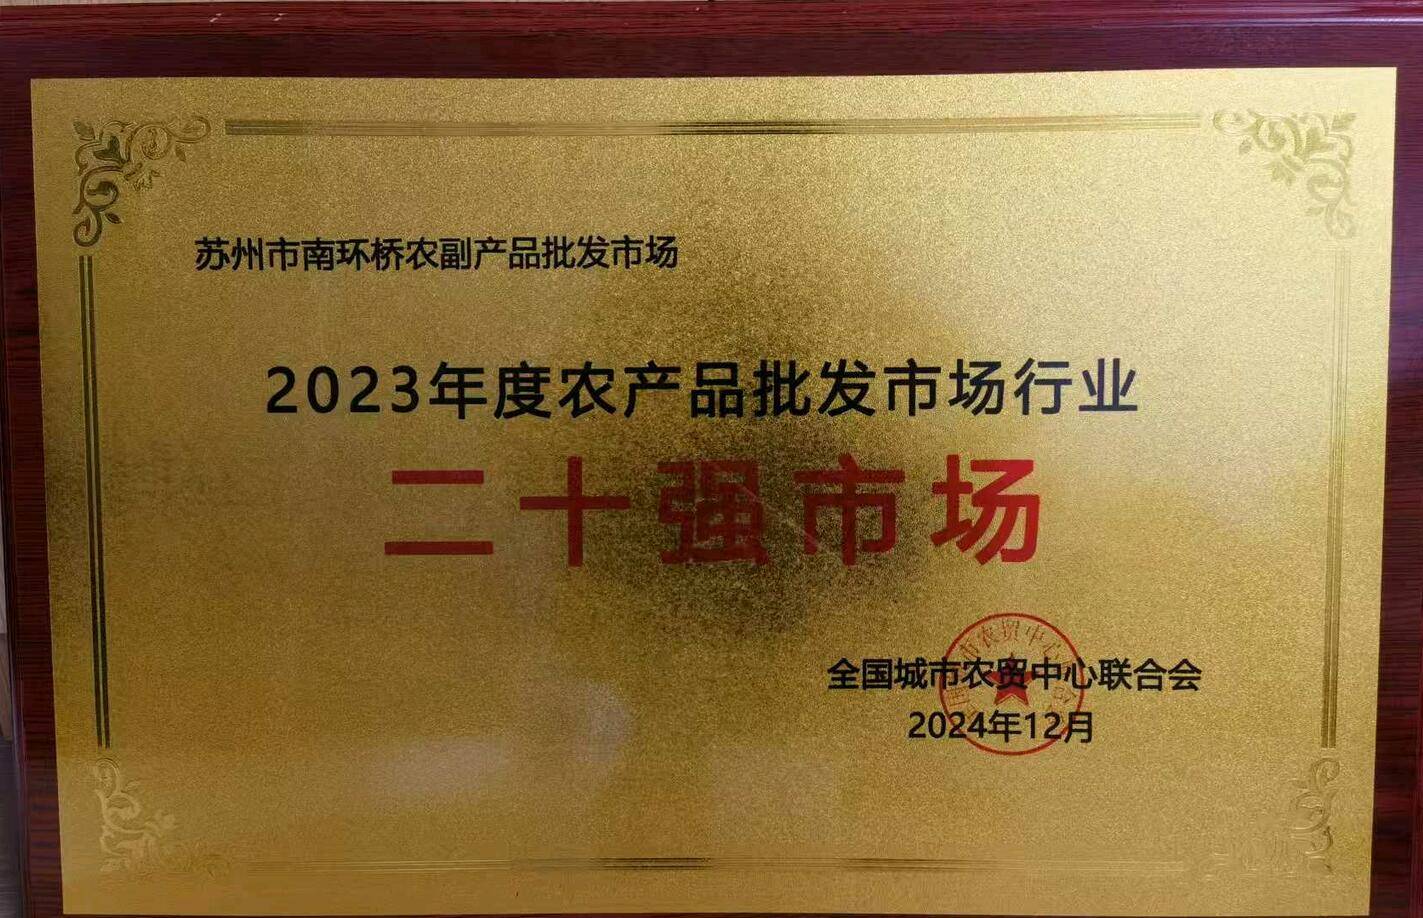 苏州市南环桥农副产品批发市场
2023年度农产品批发市场行业
二十强市场
全国城市农贸中心联合会
2024年12月